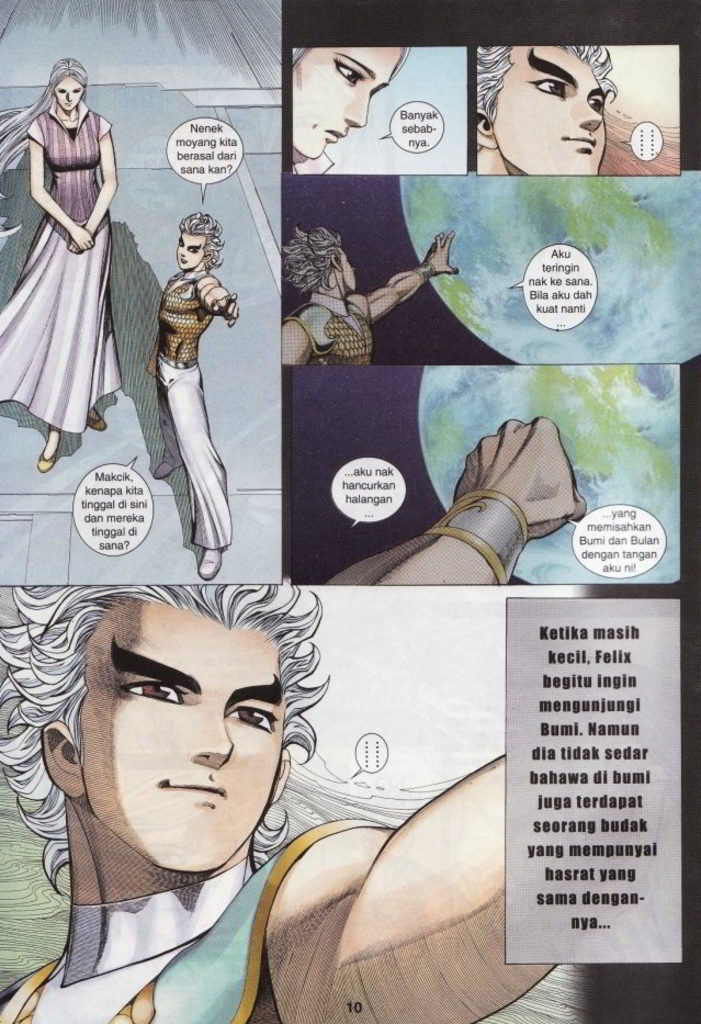 Nenek
moyang kita
berasal dari
sana kan?
Makcik,
kenapa kita
tinggal di sini
dan mereka
tinggal di
sana?
Banyak
sebab-
nya.
Aku
teringin
nak ke sana.
Bila aku dah
kuat nanti
...
...aku nak
hancurkan
halangan
...
...yang
memisahkan
Bumi dan Bulan
dengan tangan
aku ni!
Ketika masih
kecil, Felix
begitu ingin
mengunjungi
Bumi. Namun
dia tidak sedar
bahawa di bumi
juga terdapat
seorang budak
yang mempunyai
hasrat yang
sama dengan-
nya...
10